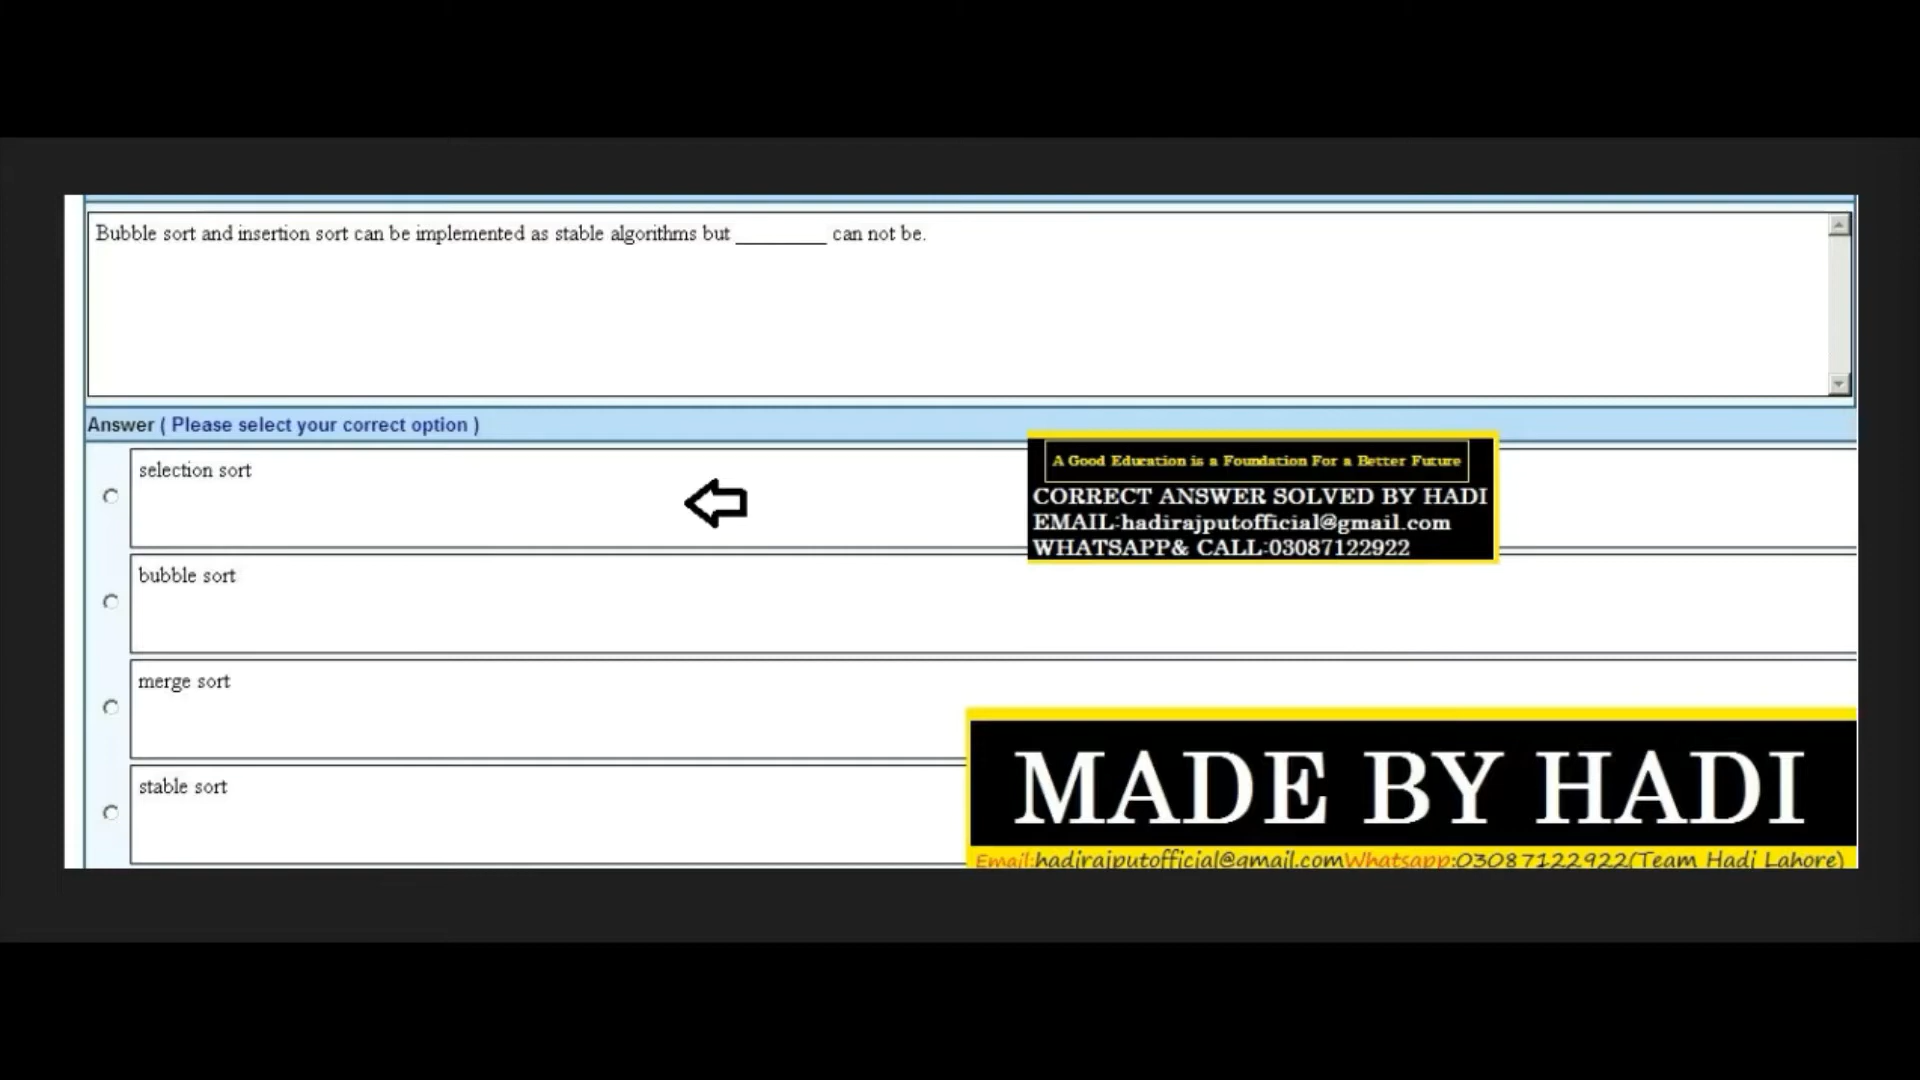 Bubble sort and insertion sort can be implemented as stable algorithms but _________ can not be.
Answer ( Please select your correct option )
selection sort
A Good Education is a Foundation For a Better Future
CORRECT ANSWER SOLVED BY HADI
EMAIL:hadirajputofficial@gmail.com
WHATSAPP& CALL:03087122922
bubble sort
merge sort
stable sort
MADE BY HADI
Email:hadirajputofficial@gmail.comWhatsapp:03087122922(Team Hadi Lahore)